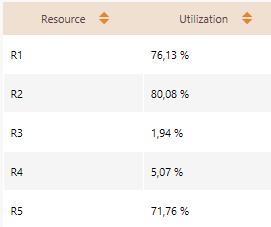 Resource Utilization
R1 76,13 %
R2 80,08 %
R3 1,94 %
R4 5,07 %
R5 71,76 %